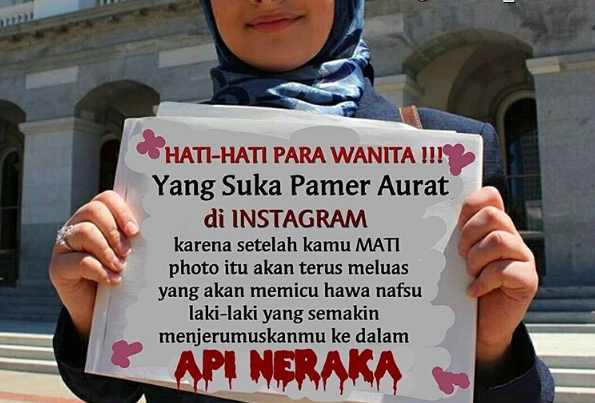 HATI-HATI PARA WANITA !!!
Yang Suka Pamer Aurat
di INSTAGRAM
karena setelah kamu MATI
photo itu akan terus meluas
yang akan memicu hawa nafsu
laki-laki yang semakin
menjerumuskanmu ke dalam
API NERAKA